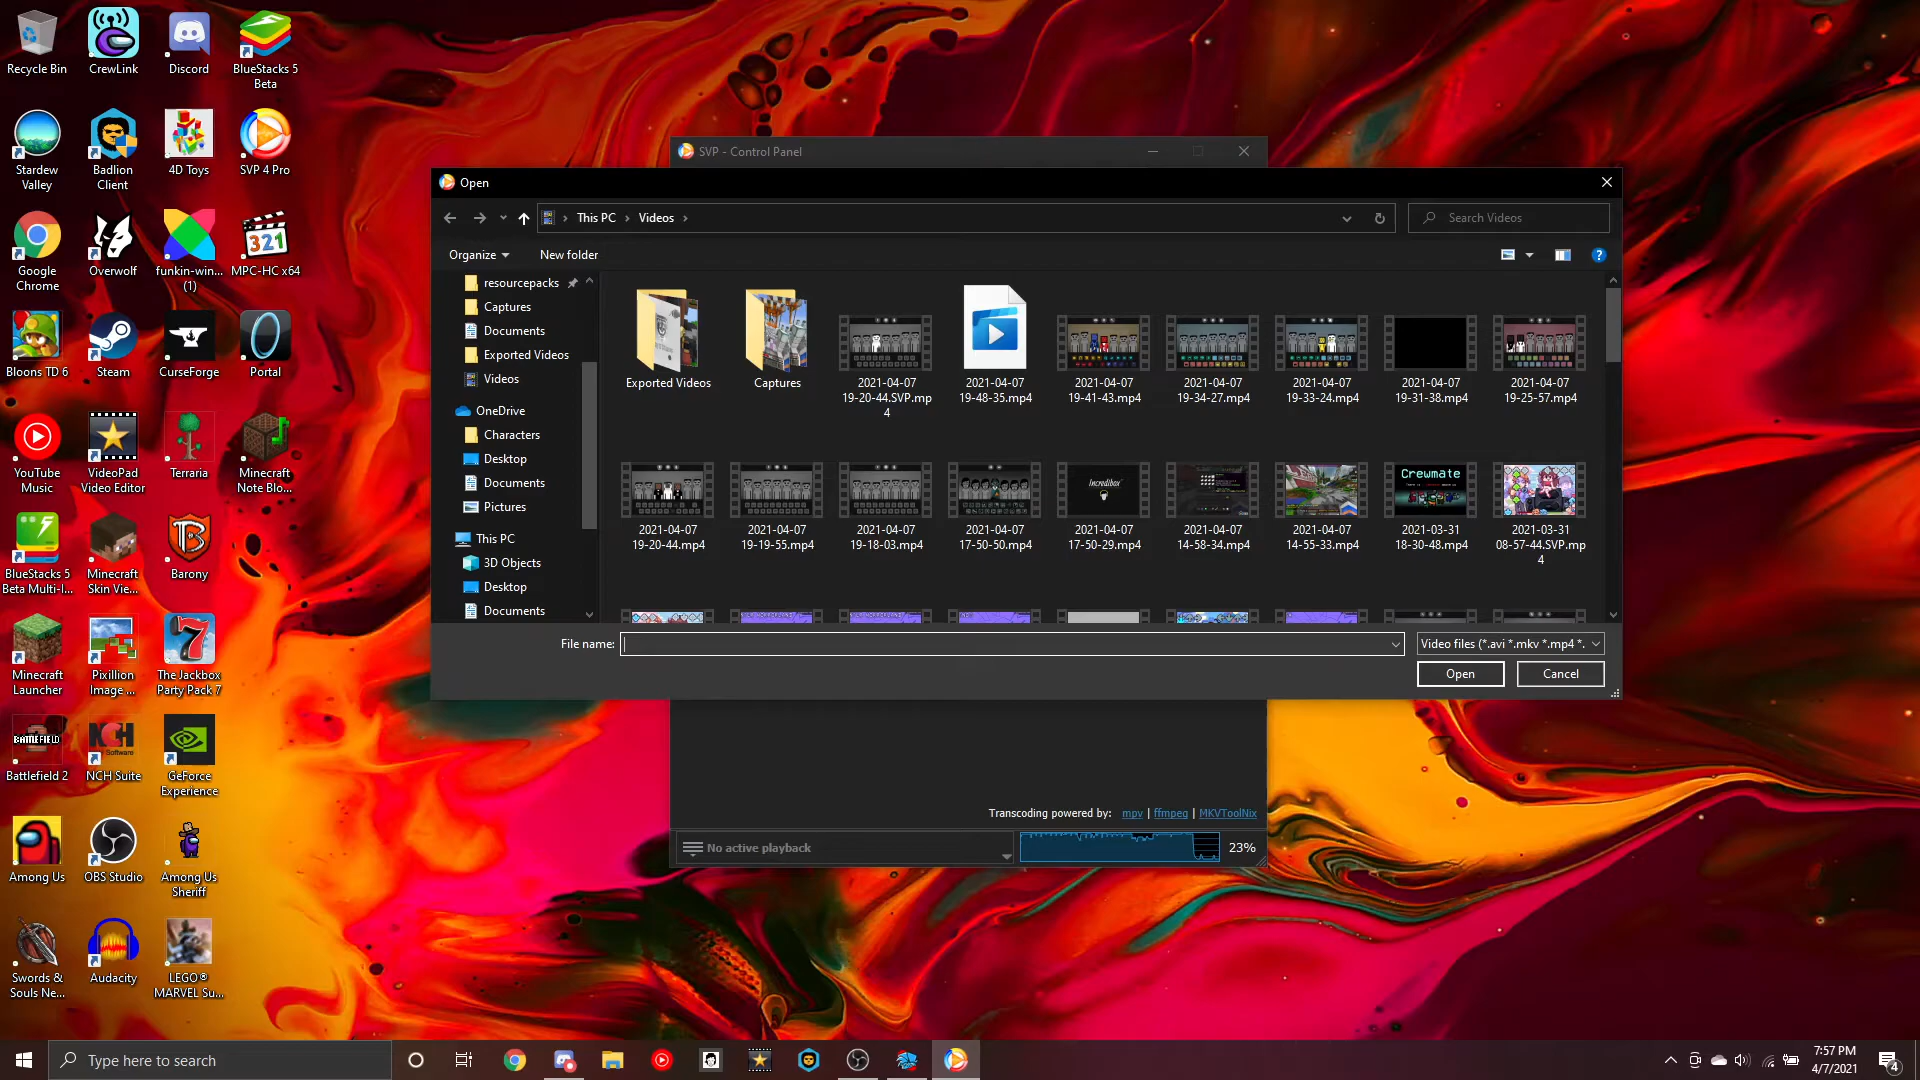 Recycle Bin
CrewLink
Discord
BlueStacks 5
Beta
Stardew
Valley
Badlion
Client
4D Toys
SVP 4 Pro
Google
Chrome
Overwolf
funkin-win...
(1)
321
MPC-HC x64
Bloons TD 6
Steam
CurseForge
Portal
YouTube
Music
VideoPad
Video Editor
Terraria
Minecraft
Note Blo...
BlueStacks 5
Beta Multi-I...
Minecraft
Skin Vie...
Barony
Minecraft
Launcher
Pixillion
Image ...
7
The Jackbox
Party Pack 7
BATTLEFIELD
Battlefield 2
NCH
Software
NCH Suite
GeForce
Experience
Among Us
OBS Studio
Among Us
Sheriff
Swords &
Souls Ne...
Audacity
LEGO®
MARVEL Su...
SVP - Control Panel
Open
This PC
Videos
Search Videos
Organize
New folder
resourcepacks
Captures
Documents
Exported Videos
Videos
OneDrive
Characters
Desktop
Documents
Pictures
This PC
3D Objects
Desktop
Documents
Exported Videos
Captures
2021-04-07
19-20-44.SVP.mp
4
2021-04-07
19-48-35.mp4
2021-04-07
19-41-43.mp4
2021-04-07
19-34-27.mp4
2021-04-07
19-33-24.mp4
2021-04-07
19-31-38.mp4
2021-04-07
19-25-57.mp4
2021-04-07
19-20-44.mp4
2021-04-07
19-19-55.mp4
2021-04-07
19-18-03.mp4
2021-04-07
17-50-50.mp4
Incredibox
2021-04-07
17-50-29.mp4
2021-04-07
14-58-34.mp4
2021-04-07
14-55-33.mp4
Crewmate
2021-03-31
18-30-48.mp4
2021-03-31
08-57-44.SVP.mp
4
File name:
Video files (*.avi *.mkv *.mp4 *.
Open
Cancel
Transcoding powered by: mpv | ffmpeg | MKVToolNix
No active playback
23%
Type here to search
7:57 PM
4/7/2021
4